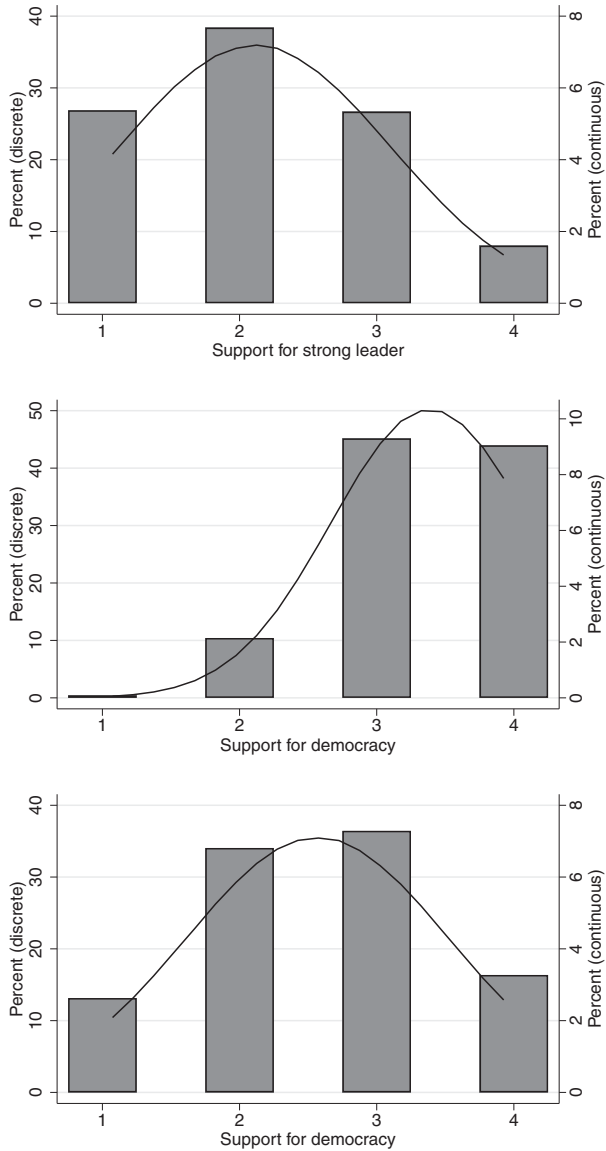 40
30
20
10
0
Percent (discrete)
8
6
4
2
0
Percent (continuous)
1 2 3 4
Support for strong leader
50
40
30
20
10
0
Percent (discrete)
10
8
6
4
2
0
Percent (continuous)
1 2 3 4
Support for democracy
40
30
20
10
0
Percent (discrete)
8
6
4
2
0
Percent (continuous)
1 2 3 4
Support for democracy